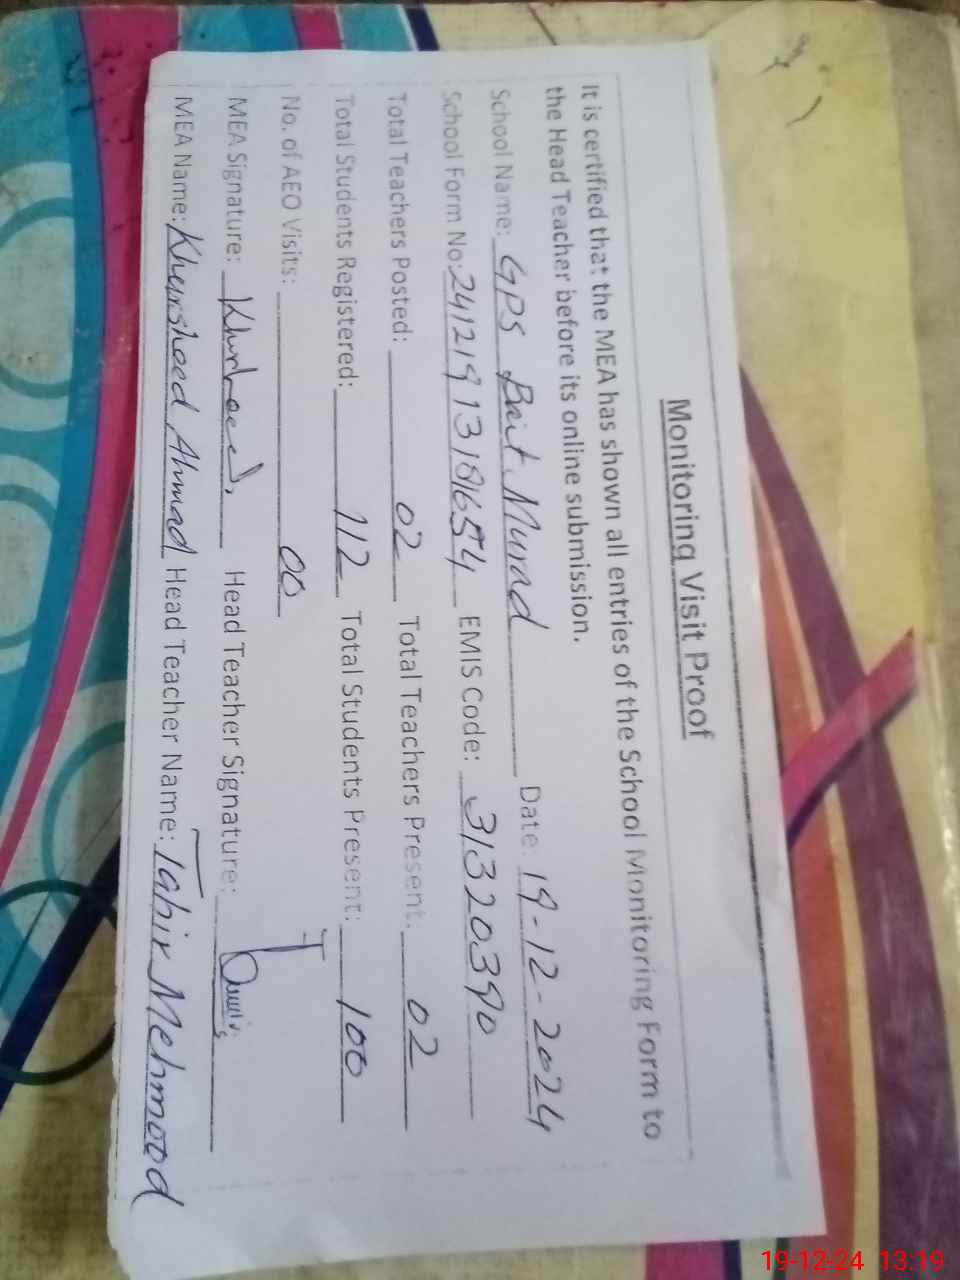 Monitoring Visit Proof
It is certified that the MEA has shown all entries of the School Monitoring Form to
the Head Teacher before its online submission.
School Name: GPS Bait Murad Date: 19-12-2024
School Form No: 24121913181654 EMIS Code: 31320390
Total Teachers Posted: 02 Total Teachers Present: 02
Total Students Registered: 112 Total Students Present: 100
No. of AEO Visits: 00
MEA Signature: Khursheed Head Teacher Signature:
MEA Name: Khursheed Ahmad Head Teacher Name: Tahir Mehmood
19-12-24 13:19